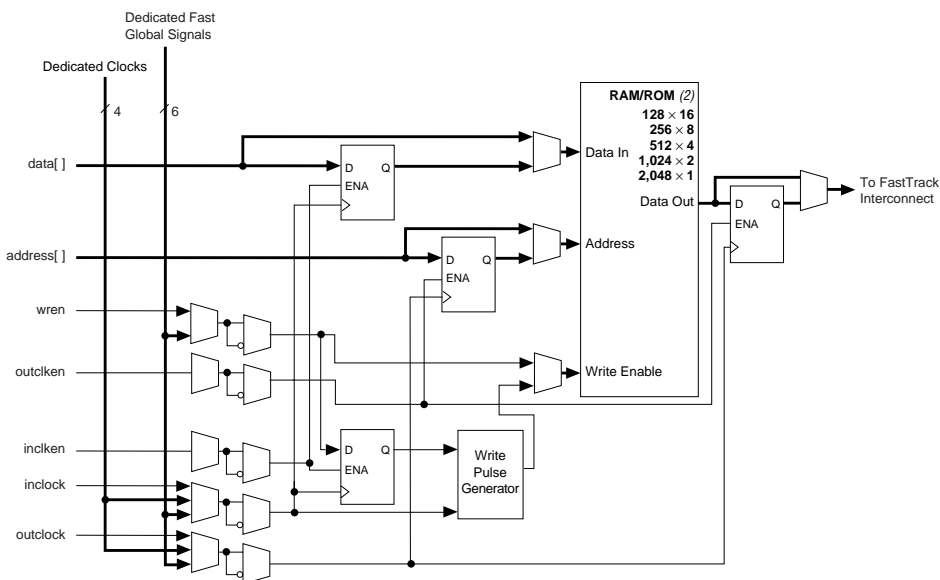 Dedicated Fast
Global Signals
Dedicated Clocks
4
6
RAM/ROM (2)
128 × 16
256 × 8
512 × 4
1,024 × 2
2,048 × 1
data[ ]
D
Q
ENA
Data In
Data Out
D
Q
ENA
To FastTrack
Interconnect
address[ ]
D
Q
ENA
Address
wren
outclken
Write Enable
inclken
D
Q
ENA
Write
Pulse
Generator
inclock
outclock